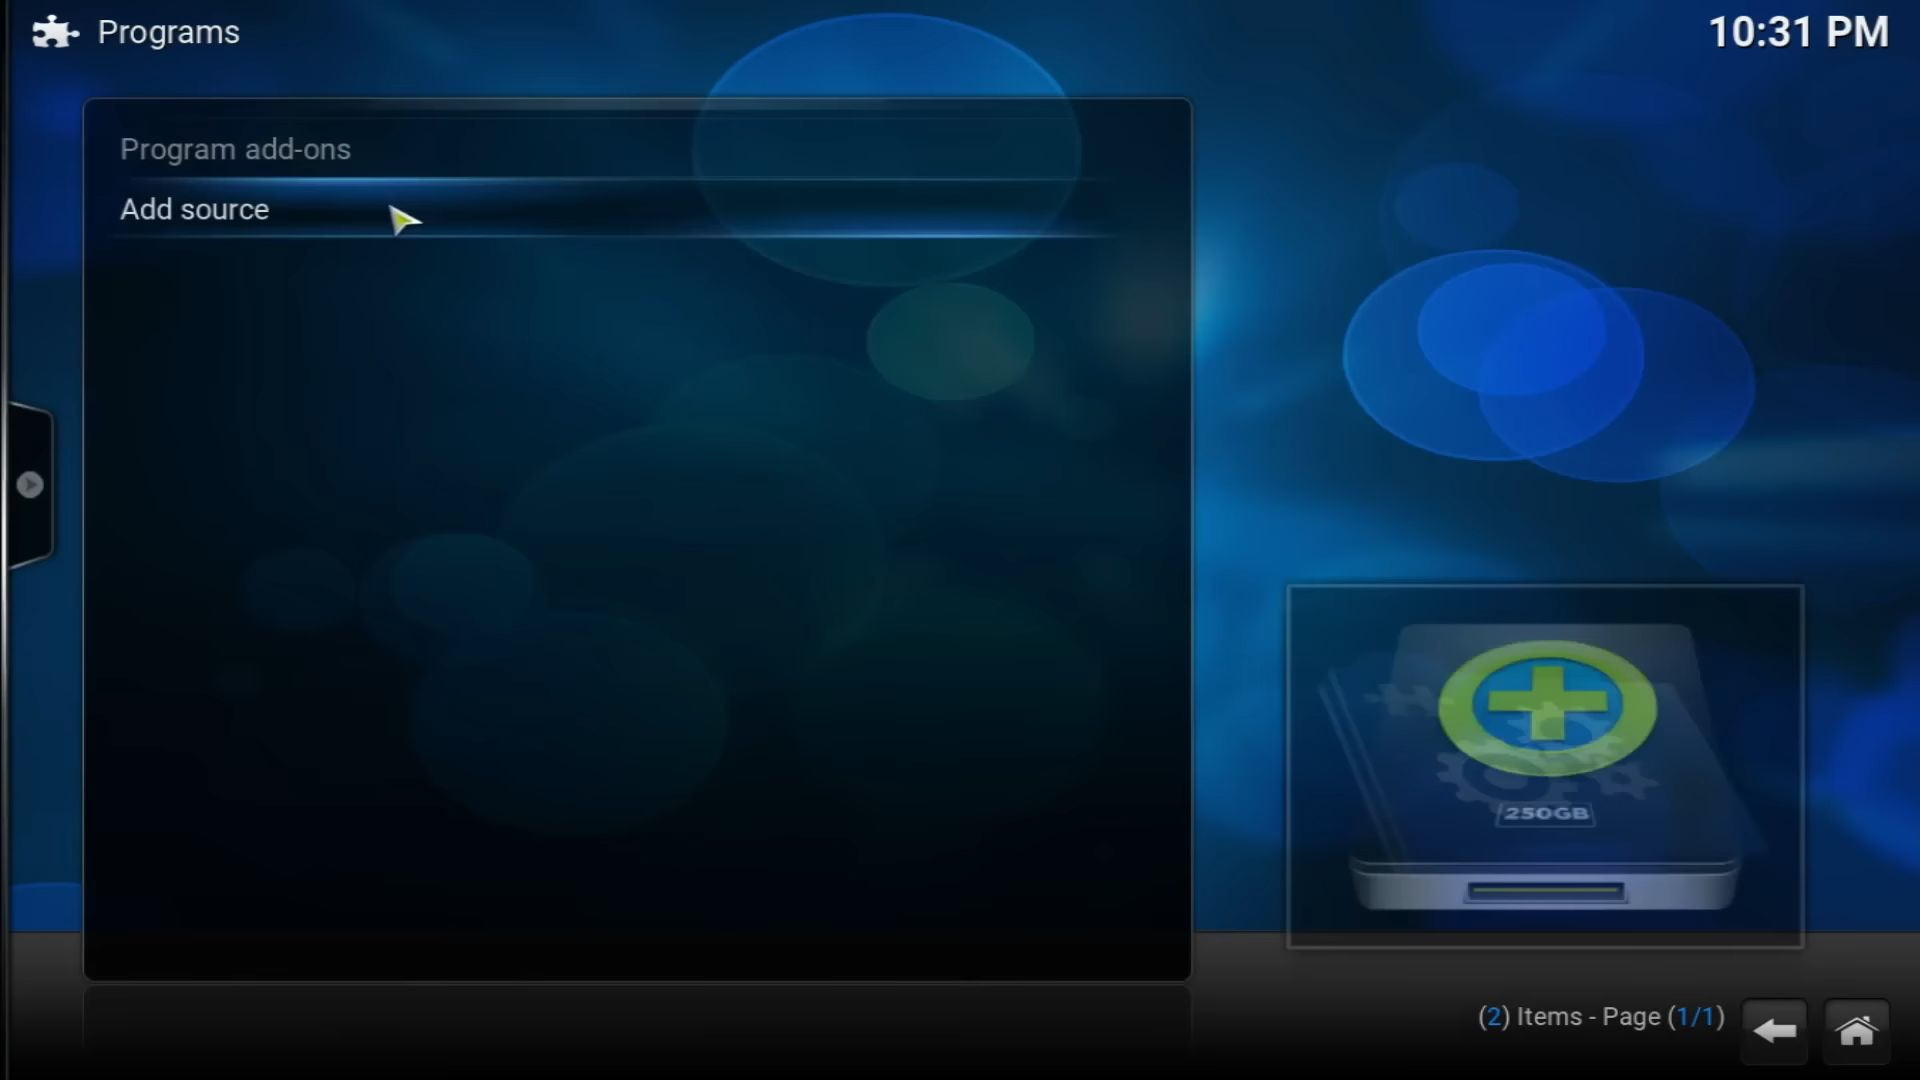 Programs
10:31 PM
Program add-ons
Add source
250GB
(2) Items - Page (1/1)